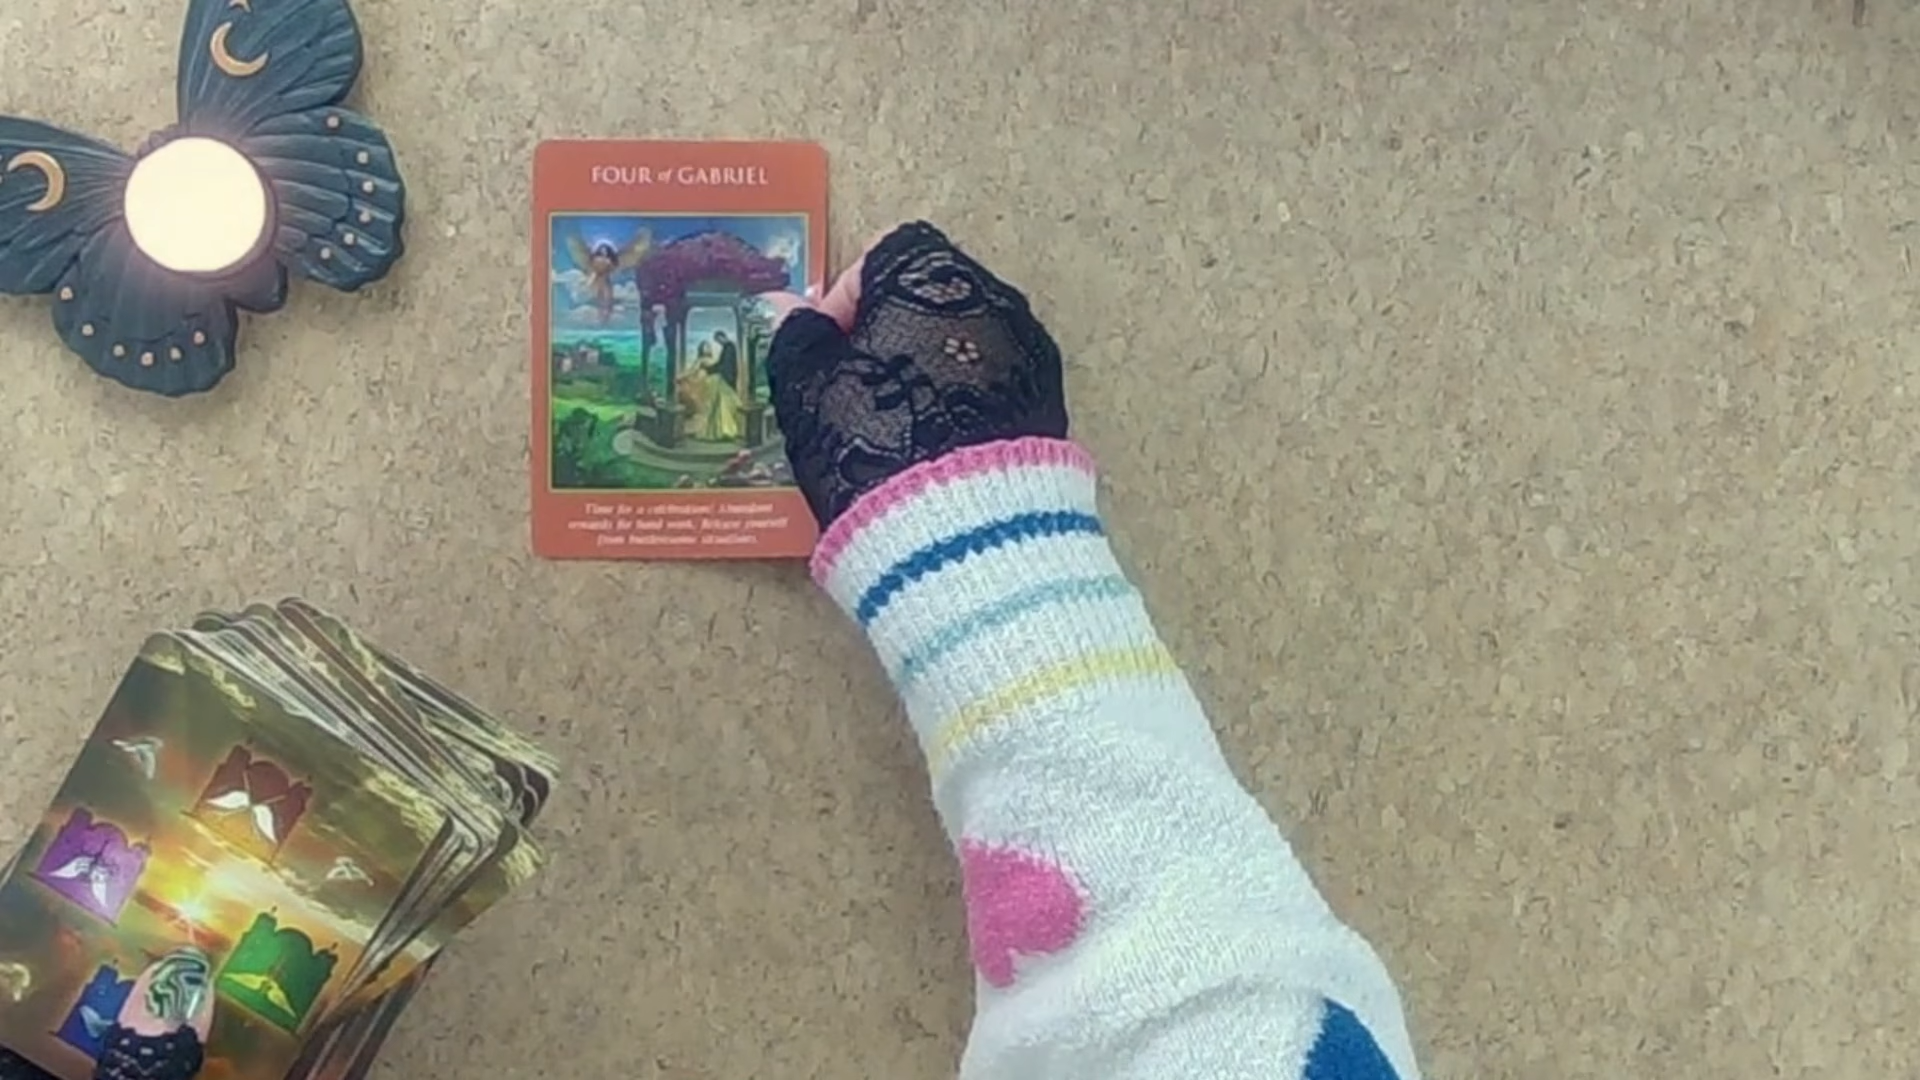 FOUR of GABRIEL
Time for a celebration! Abundant
rewards for hard work. Release yourself
from burdensome situations.